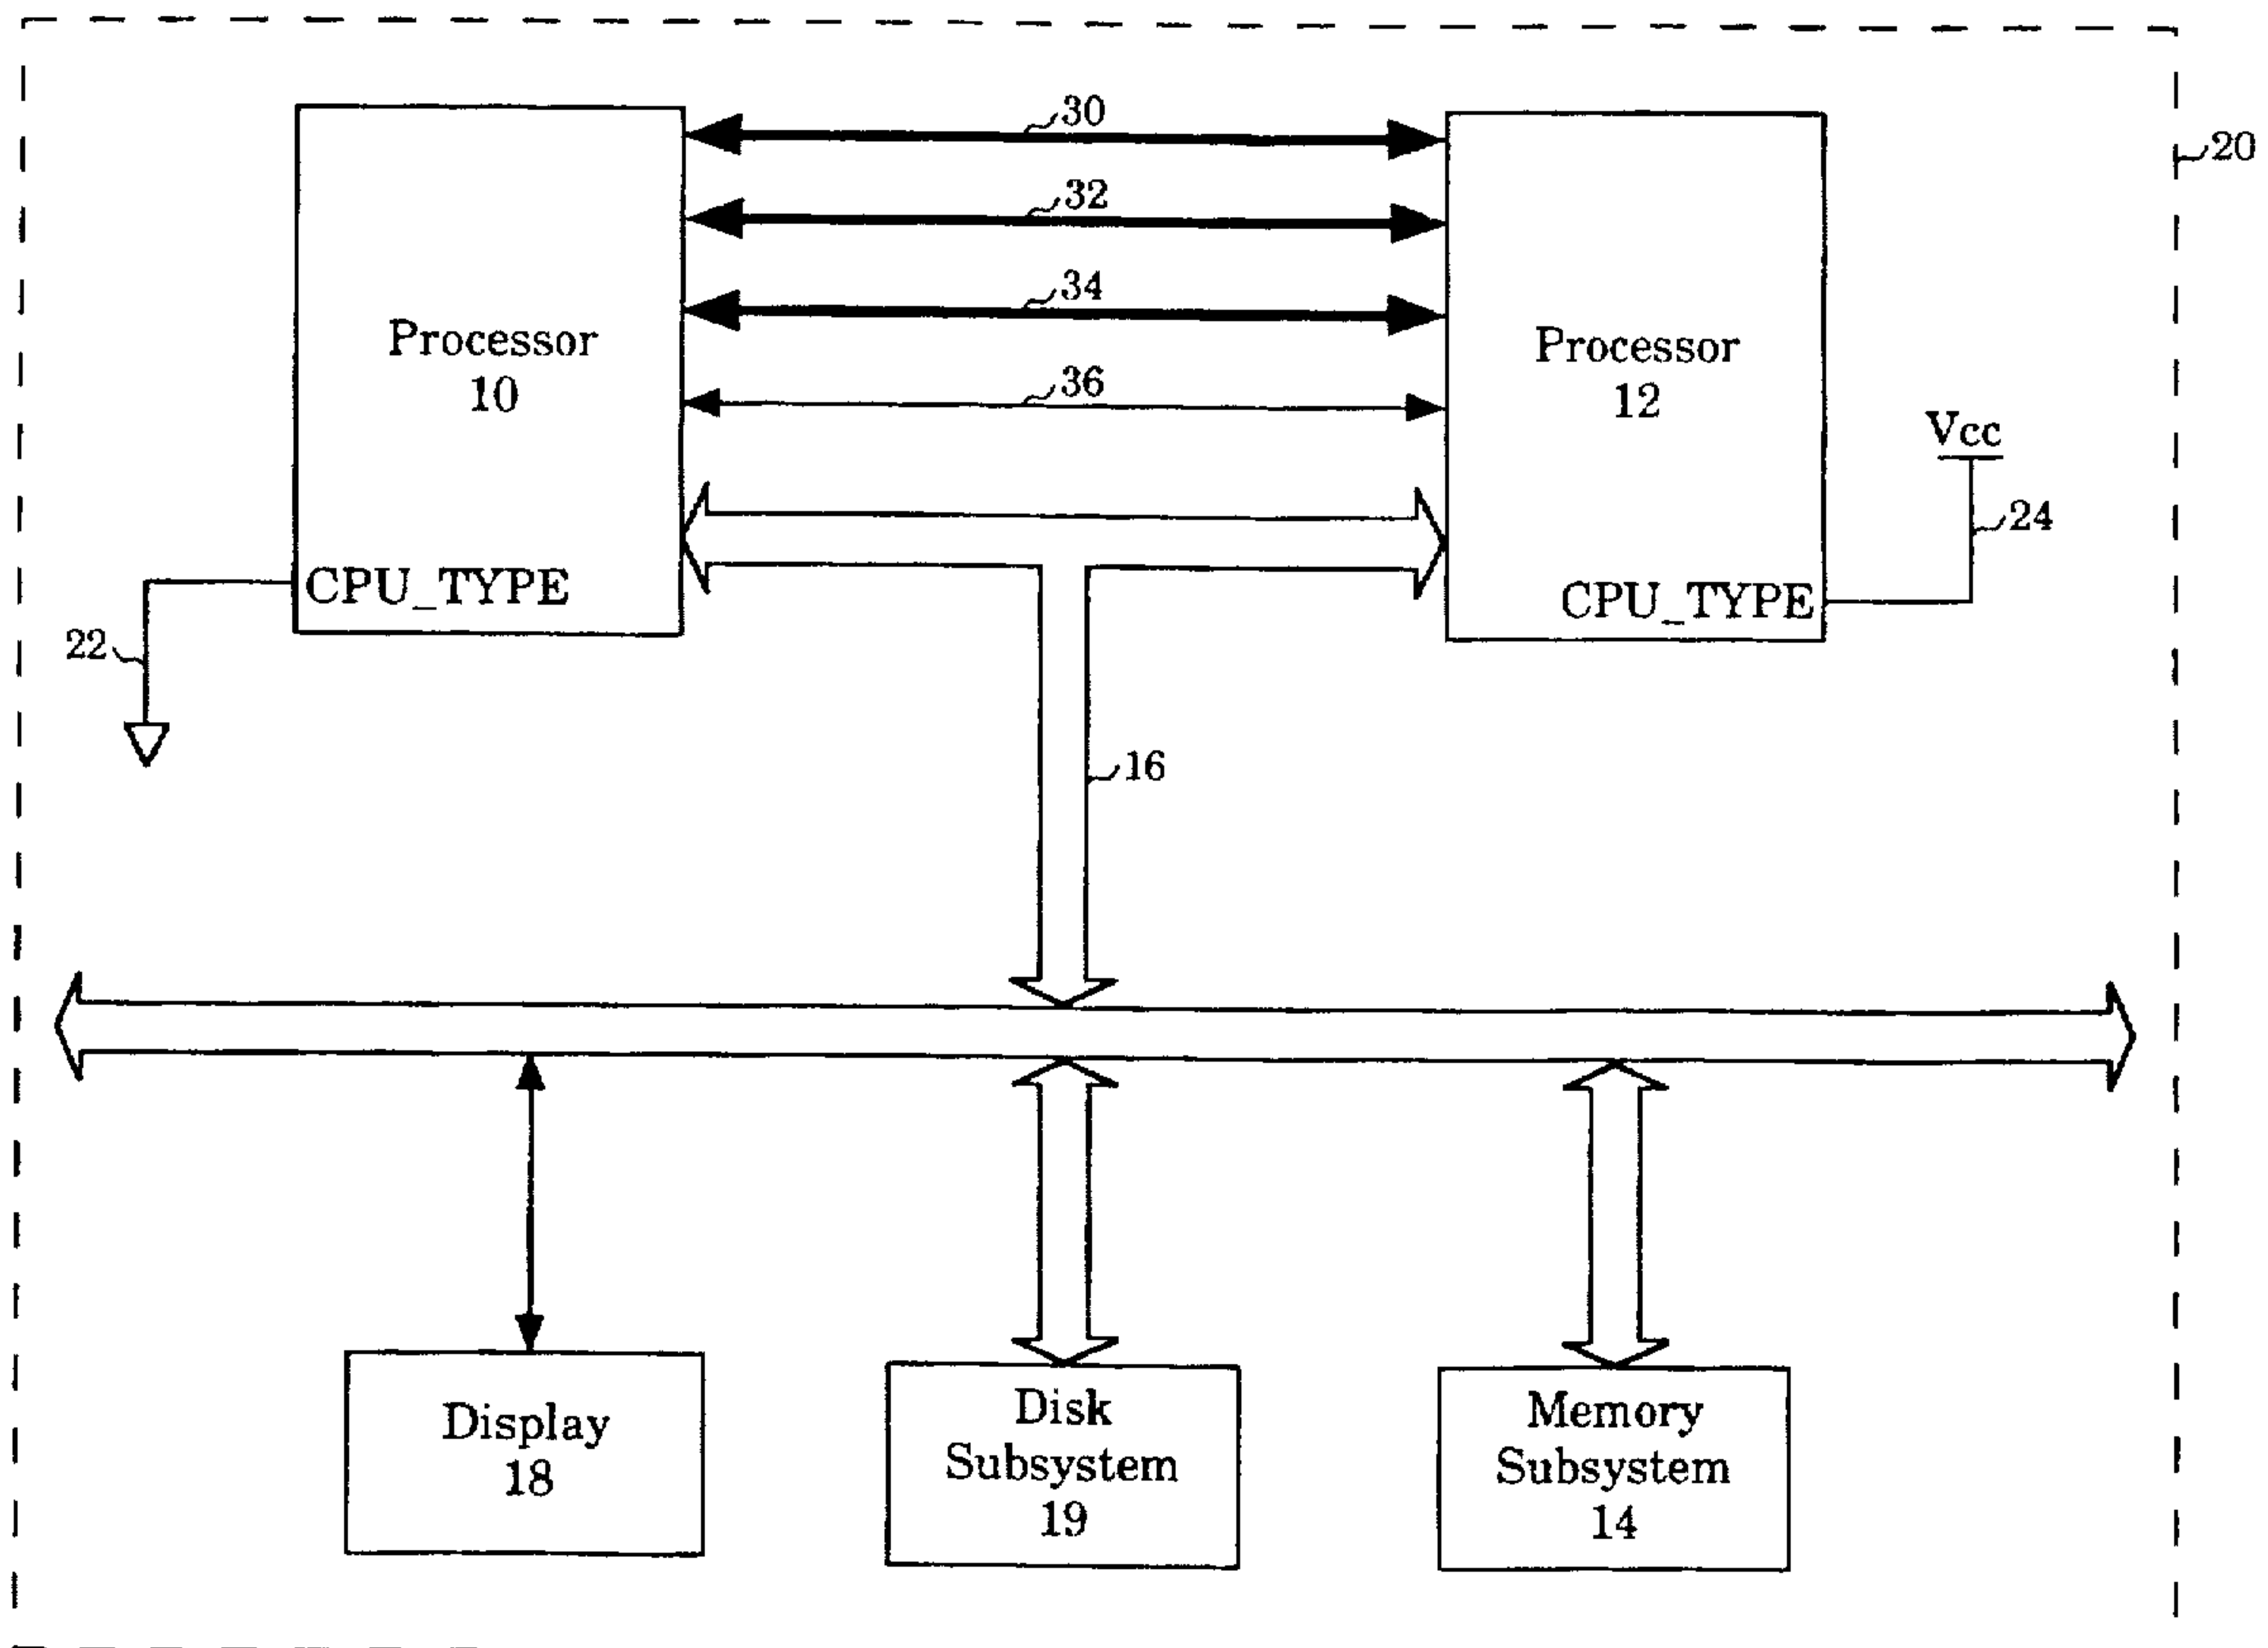 30
20
32
34
Processor
10
Processor
12
36
Vcc
24
CPU_TYPE
CPU_TYPE
22
16
Display
18
Disk
Subsystem
19
Memory
Subsystem
14